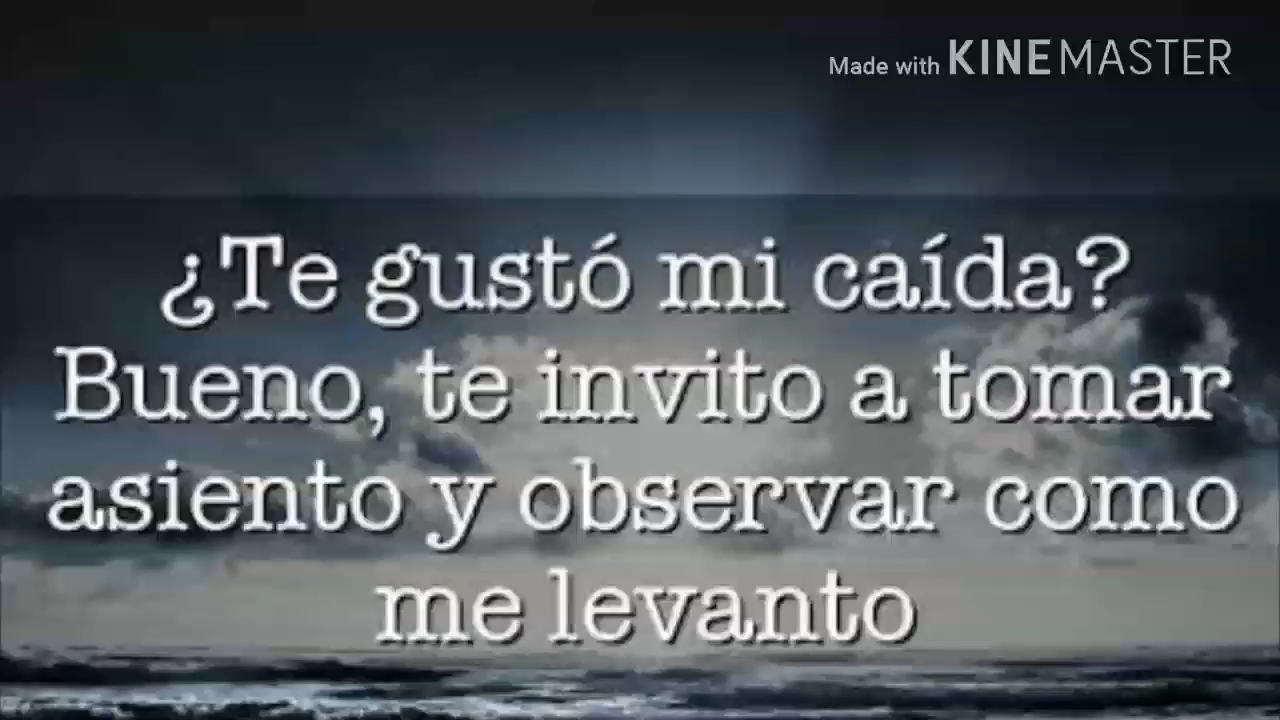 Made with KINEMASTER
¿Te gustó mi caída?
Bueno, te invito a tomar
asiento y observar como
me levanto